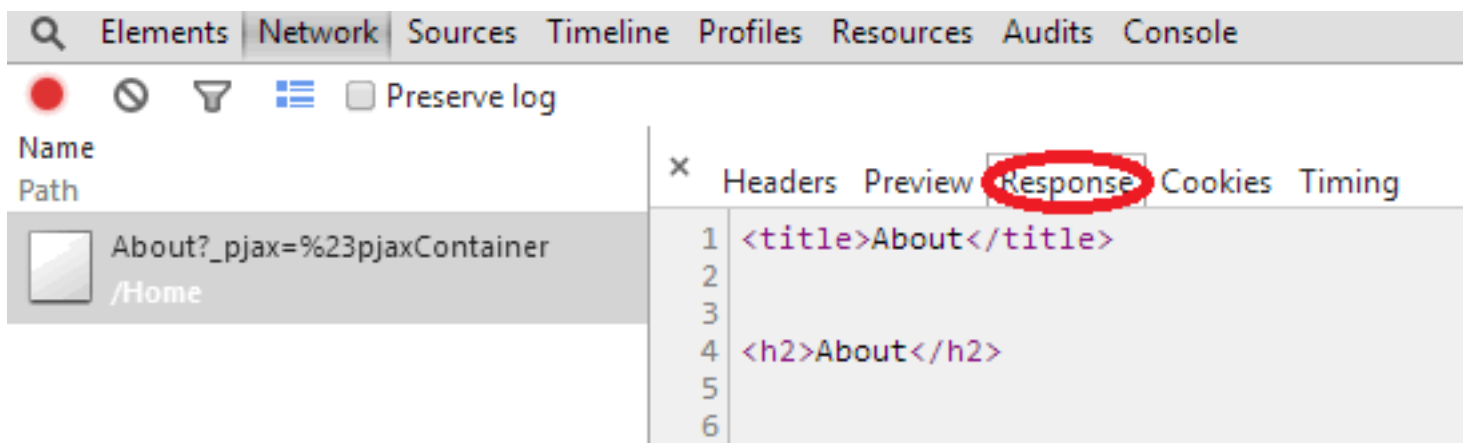 Elements Network Sources Timeline Profiles Resources Audits Console
Preserve log
Name
Path
About?_pjax=%23pjaxContainer
/Home
× Headers Preview Response Cookies Timing
1 <title>About</title>
2
3
4 <h2>About</h2>
5
6